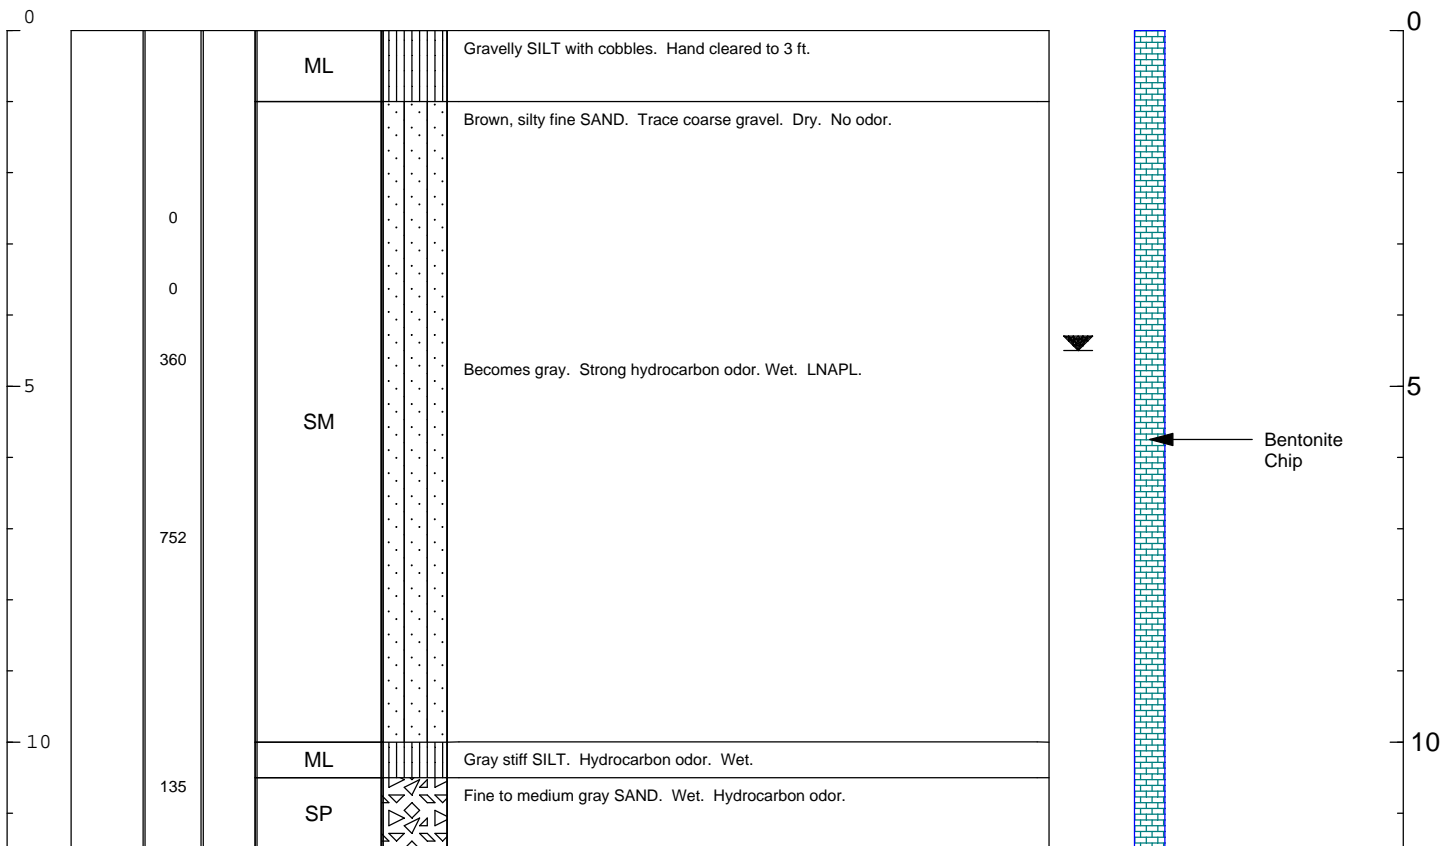 0
0
ML
Gravelly SILT with cobbles. Hand cleared to 3 ft.
Brown, silty fine SAND. Trace coarse gravel. Dry. No odor.
0
0
360
Becomes gray. Strong hydrocarbon odor. Wet. LNAPL.
5
5
SM
Bentonite
Chip
752
10
10
ML
Gray stiff SILT. Hydrocarbon odor. Wet.
135
Fine to medium gray SAND. Wet. Hydrocarbon odor.
SP